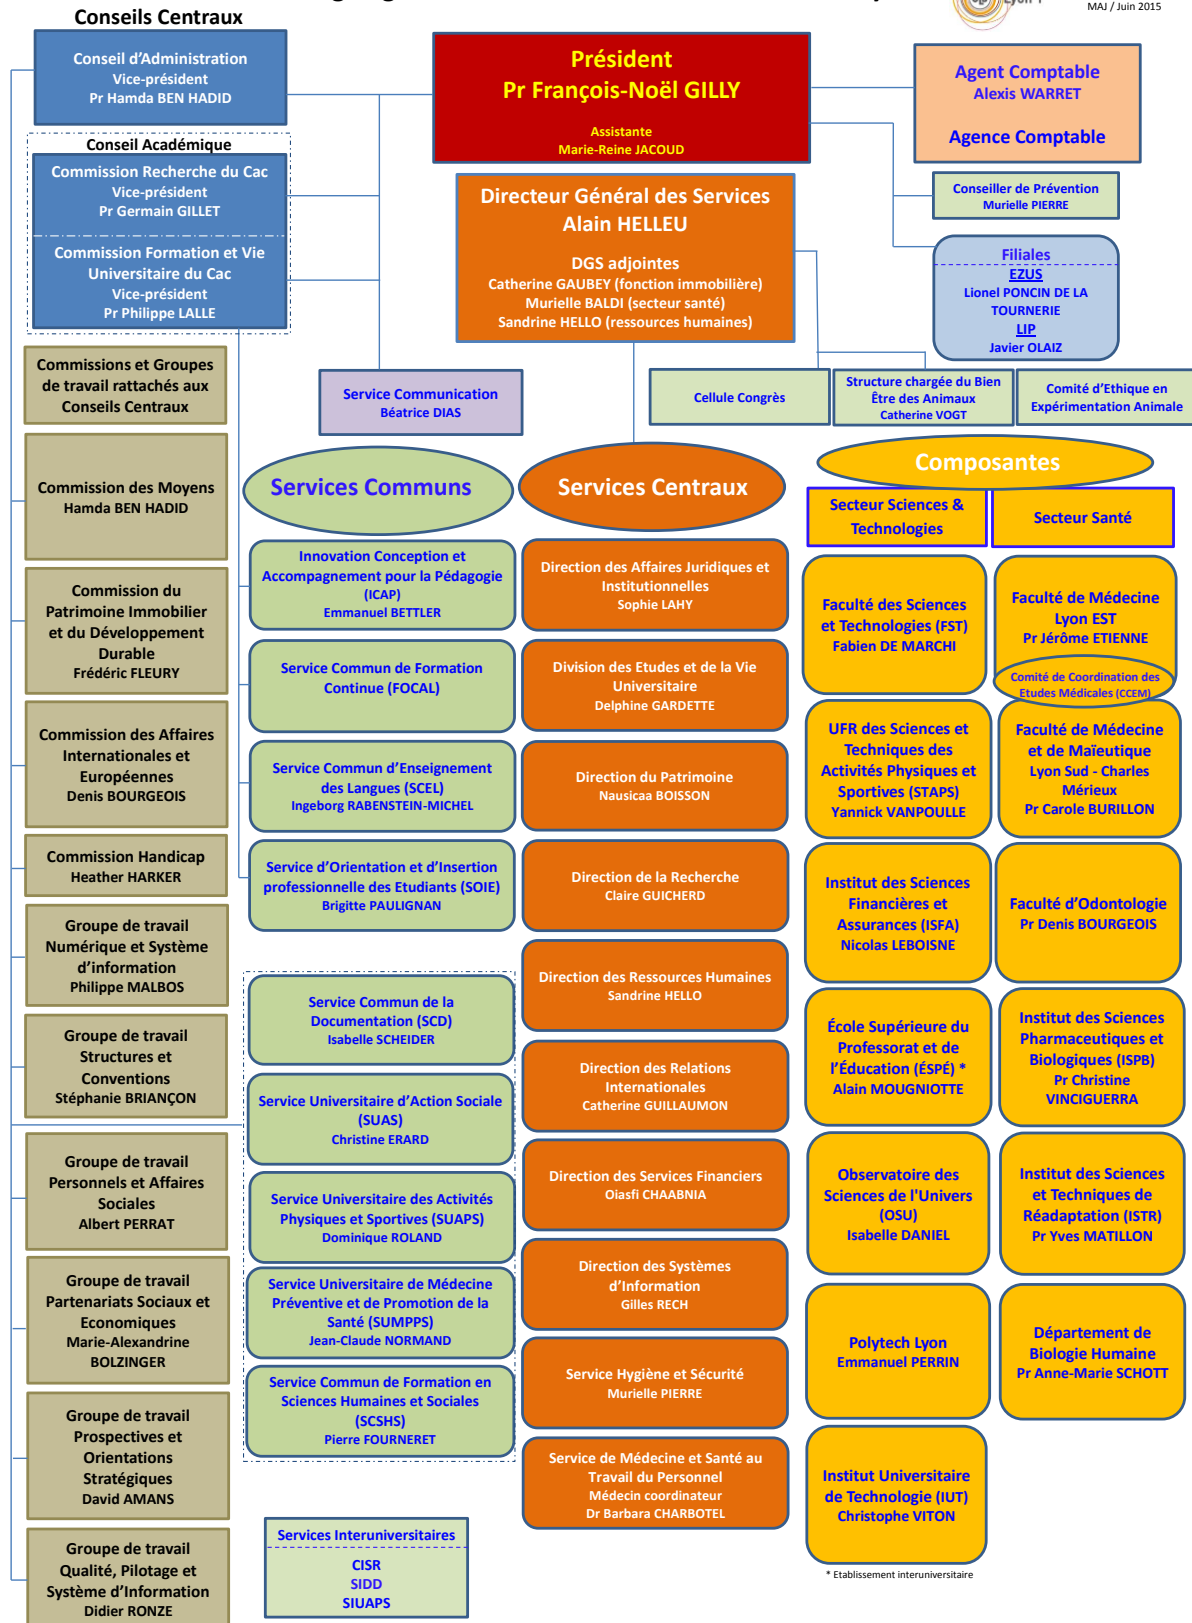 MAJ / Juin 2015
Conseils Centraux
Conseil d'Administration
Vice-président
Pr Hamda BEN HADID
Président
Pr François-Noël GILLY
Assistante
Marie-Reine JACOUD
Agent Comptable
Alexis WARRET
Agence Comptable
Conseil Académique
Commission Recherche du Cac
Vice-président
Pr Germain GILLET
Commission Formation et Vie
Universitaire du Cac
Vice-président
Pr Philippe LALLE
Directeur Général des Services
Alain HELLEU
DGS adjointes
Catherine GAUBEY (fonction immobilière)
Murielle BALDI (secteur santé)
Sandrine HELLO (ressources humaines)
Conseiller de Prévention
Murielle PIERRE
Filiales
EZUS
Lionel PONCIN DE LA
TOURNERIE
LIP
Javier OLAIZ
Service Communication
Béatrice DIAS
Cellule Congrès
Structure chargée du Bien
Être des Animaux
Catherine VOGT
Comité d'Ethique en
Expérimentation Animale
Commissions et Groupes
de travail rattachés aux
Conseils Centraux
Commission des Moyens
Hamda BEN HADID
Commission du
Patrimoine Immobilier
et du Développement
Durable
Frédéric FLEURY
Commission des Affaires
Internationales et
Européennes
Denis BOURGEOIS
Commission Handicap
Heather HARKER
Groupe de travail
Numérique et Système
d'information
Philippe MALBOS
Groupe de travail
Structures et
Conventions
Stéphanie BRIANÇON
Groupe de travail
Personnels et Affaires
Sociales
Albert PERRAT
Groupe de travail
Partenariats Sociaux et
Economiques
Marie-Alexandrine
BOLZINGER
Groupe de travail
Prospectives et
Orientations
Stratégiques
David AMANS
Groupe de travail
Qualité, Pilotage et
Système d'Information
Didier RONZE
Services Communs
Innovation Conception et
Accompagnement pour la Pédagogie
(ICAP)
Emmanuel BETTLER
Service Commun de Formation
Continue (FOCAL)
Service Commun d'Enseignement
des Langues (SCEL)
Ingeborg RABENSTEIN-MICHEL
Service d'Orientation et d'Insertion
professionnelle des Etudiants (SOIE)
Brigitte PAULIGNAN
Service Commun de la
Documentation (SCD)
Isabelle SCHEIDER
Service Universitaire d'Action Sociale
(SUAS)
Christine ERARD
Service Universitaire des Activités
Physiques et Sportives (SUAPS)
Dominique ROLAND
Service Universitaire de Médecine
Préventive et de Promotion de la
Santé (SUMPPS)
Jean-Claude NORMAND
Service Commun de Formation en
Sciences Humaines et Sociales
(SCSHS)
Pierre FOURNERET
Services Interuniversitaires
CISR
SIDD
SIUAPS
Services Centraux
Direction des Affaires Juridiques et
Institutionnelles
Sophie LAHY
Division des Etudes et de la Vie
Universitaire
Delphine GARDETTE
Direction du Patrimoine
Nausicaa BOISSON
Direction de la Recherche
Claire GUICHERD
Direction des Ressources Humaines
Sandrine HELLO
Direction des Relations
Internationales
Catherine GUILLAUMON
Direction des Services Financiers
Oiasfi CHAABNIA
Direction des Systèmes
d'Information
Gilles RECH
Service Hygiène et Sécurité
Murielle PIERRE
Service de Médecine et Santé au
Travail du Personnel
Médecin coordinateur
Dr Barbara CHARBOTEL
Composantes
Secteur Sciences &
Technologies
Faculté des Sciences
et Technologies (FST)
Fabien DE MARCHI
UFR des Sciences et
Techniques des
Activités Physiques et
Sportives (STAPS)
Yannick VANPOULLE
Institut des Sciences
Financières et
Assurances (ISFA)
Nicolas LEBOISNE
École Supérieure du
Professorat et de
l'Éducation (ÉSPÉ) *
Alain MOUGNIOTTE
Observatoire des
Sciences de l'Univers
(OSU)
Isabelle DANIEL
Polytech Lyon
Emmanuel PERRIN
Institut Universitaire
de Technologie (IUT)
Christophe VITON
* Etablissement interuniversitaire
Secteur Santé
Faculté de Médecine
Lyon EST
Pr Jérôme ETIENNE
Comité de Coordination des
Etudes Médicales (CCEM)
Faculté de Médecine
et de Maïeutique
Lyon Sud - Charles
Mérieux
Pr Carole BURILLON
Faculté d'Odontologie
Pr Denis BOURGEOIS
Institut des Sciences
Pharmaceutiques et
Biologiques (ISPB)
Pr Christine
VINCIGUERRA
Institut des Sciences
et Techniques de
Réadaptation (ISTR)
Pr Yves MATILLON
Département de
Biologie Humaine
Pr Anne-Marie SCHOTT